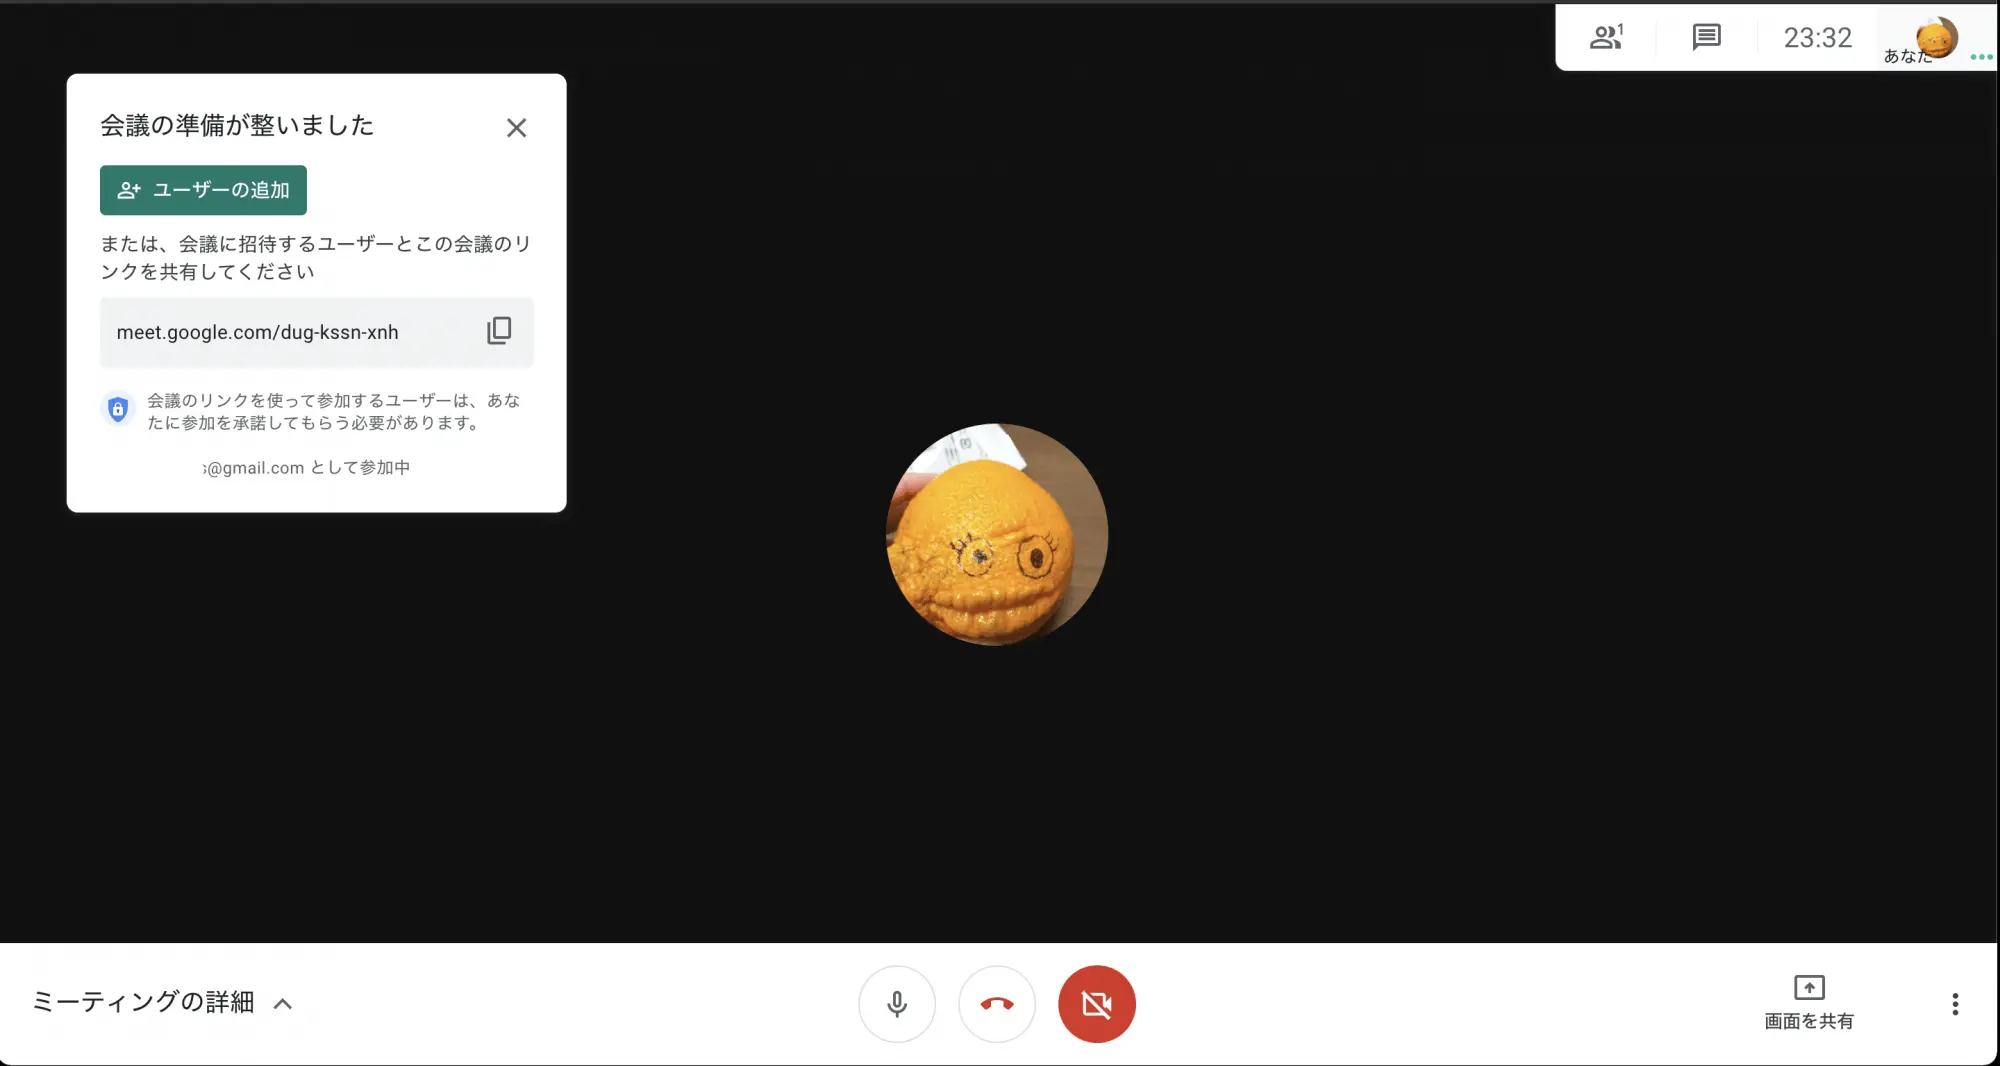 1
23:32
あなた
会議の準備が整いました
ユーザーの追加
または、会議に招待するユーザーとこの会議のリ
ンクを共有してください
meet.google.com/dug-kssn-xnh
会議のリンクを使って参加するユーザーは、あな
たに参加を承諾してもらう必要があります。
@gmail.com として参加中
ミーティングの詳細
画面を共有